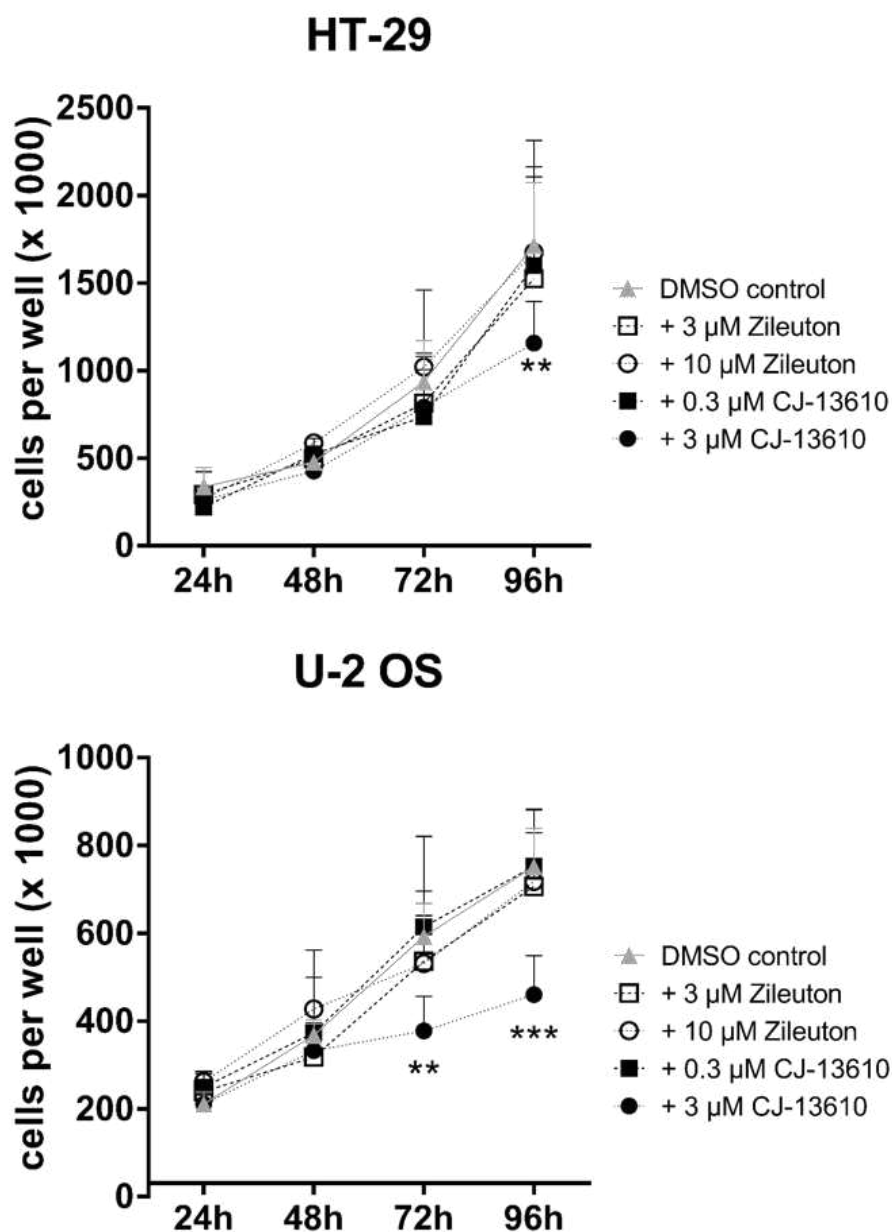 HT-29
cells per well (x 1000)
2500
2000
1500
1000
500
0
24h 48h 72h 96h
**
DMSO control
+ 3 µM Zileuton
+ 10 µM Zileuton
+ 0.3 µM CJ-13610
+ 3 µM CJ-13610
U-2 OS
cells per well (x 1000)
1000
800
600
400
200
0
24h 48h 72h 96h
**
***
DMSO control
+ 3 µM Zileuton
+ 10 µM Zileuton
+ 0.3 µM CJ-13610
+ 3 µM CJ-13610